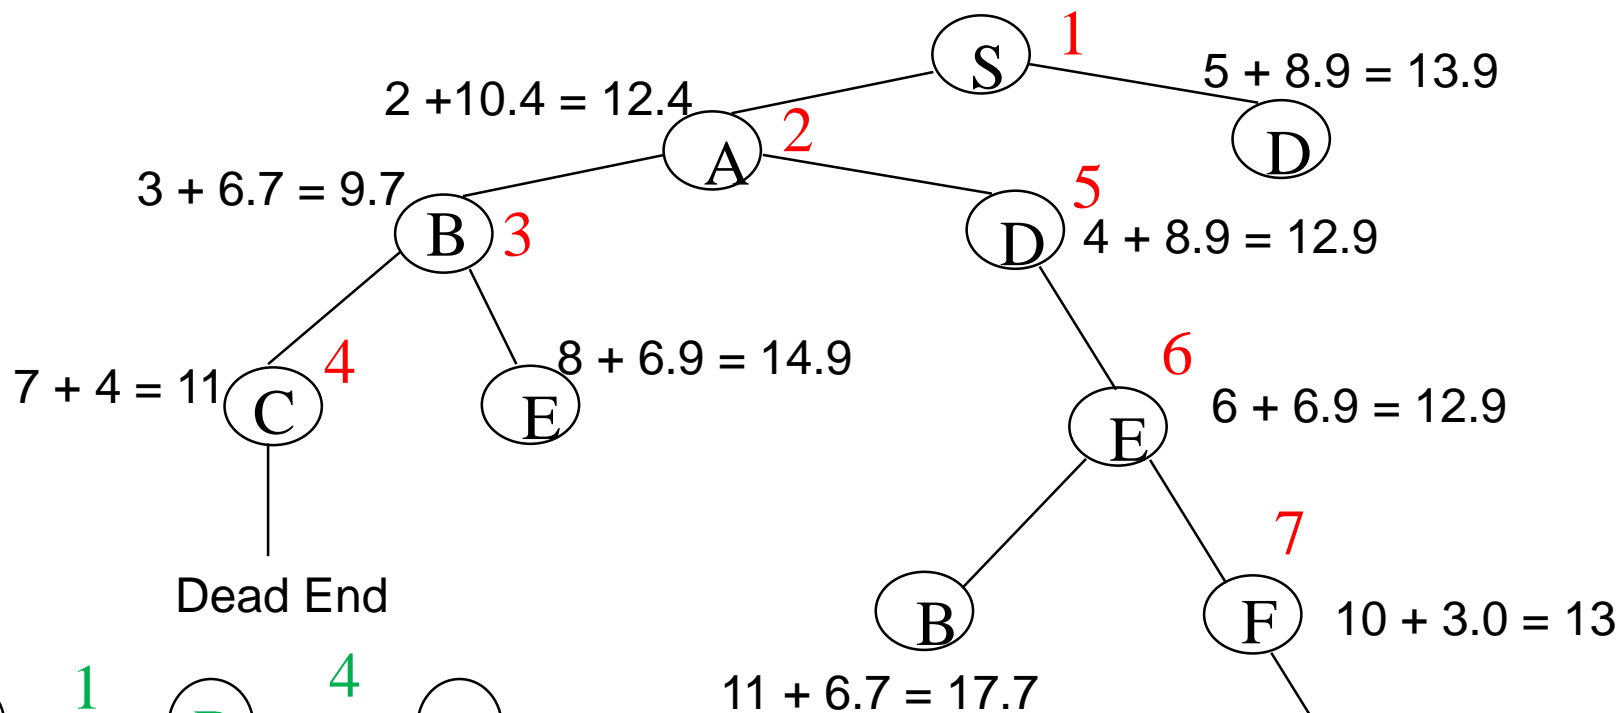 S 1
5 + 8.9 = 13.9
2 +10.4 = 12.4
A 2
D
3 + 6.7 = 9.7
B 3
D 5
4 + 8.9 = 12.9
7 + 4 = 11
C 4
E
8 + 6.9 = 14.9
E 6
6 + 6.9 = 12.9
Dead End
B
F 7
10 + 3.0 = 13
11 + 6.7 = 17.7
1
4